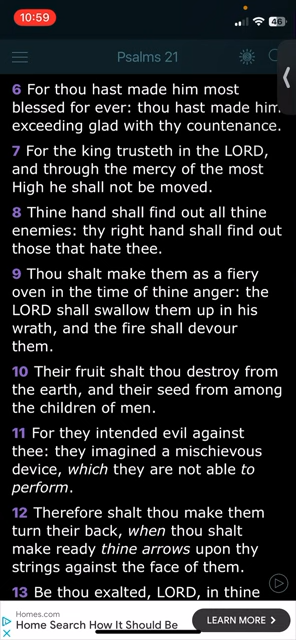 10:59
46
Psalms 21
6 For thou hast made him most
blessed for ever: thou hast made him
exceeding glad with thy countenance.
7 For the king trusteth in the LORD,
and through the mercy of the most
High he shall not be moved.
8 Thine hand shall find out all thine
enemies: thy right hand shall find out
those that hate thee.
9 Thou shalt make them as a fiery
oven in the time of thine anger: the
LORD shall swallow them up in his
wrath, and the fire shall devour
them.
10 Their fruit shalt thou destroy from
the earth, and their seed from among
the children of men.
11 For they intended evil against
thee: they imagined a mischievous
device, which they are not able to
perform.
12 Therefore shalt thou make them
turn their back, when thou shalt
make ready thine arrows upon thy
strings against the face of them.
13 Be thou exalted, LORD, in thine
Homes.com
Home Search How It Should Be
LEARN MORE >